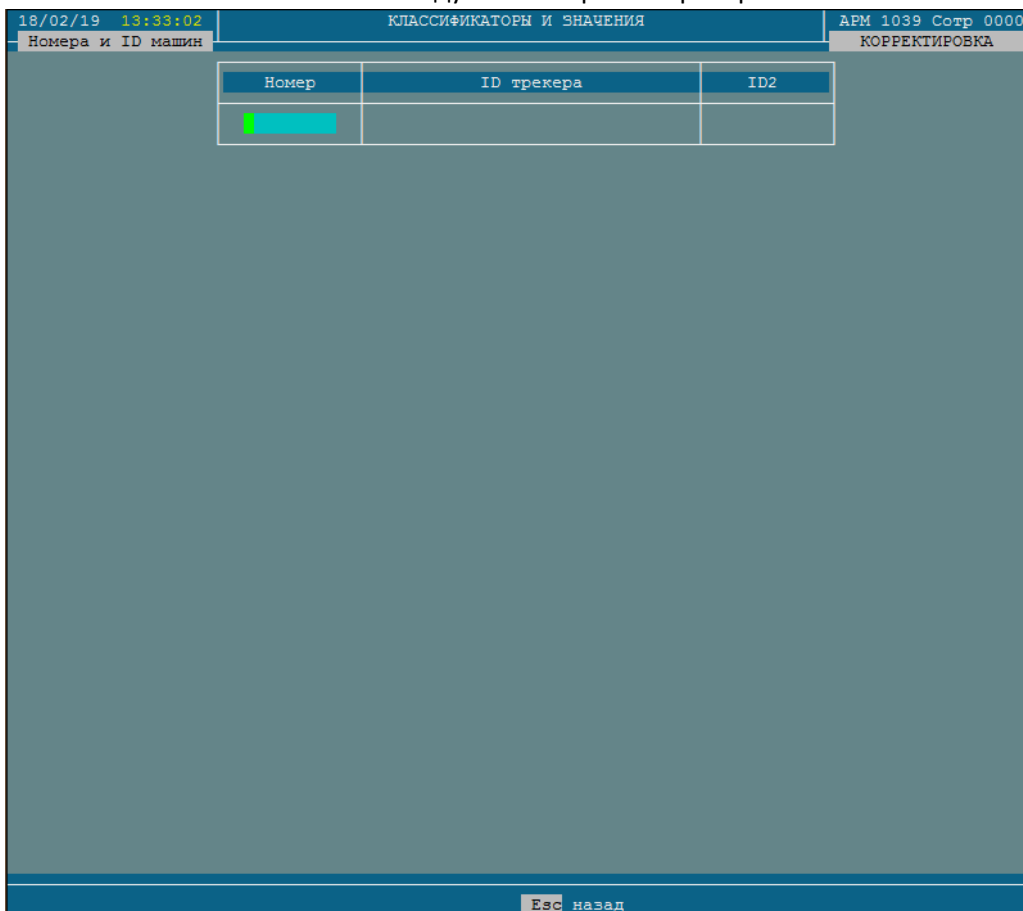 18/02/19 13:33:02 КЛАССИФИКАТОРЫ И ЗНАЧЕНИЯ АРМ 1039 Сотр 0000
Номера и ID машин КОРРЕКТИРОВКА
Номер ID трекера ID2
Esc назад